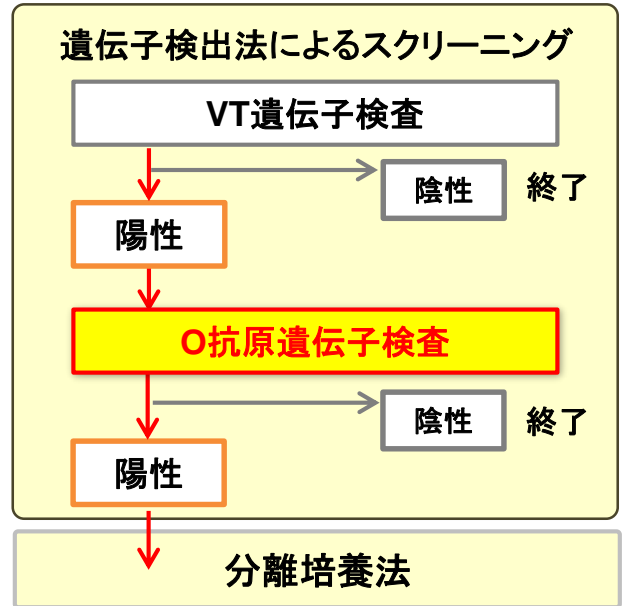 遺伝子検出法によるスクリーニング
VT遺伝子検査
陰性 終了
陽性
O抗原遺伝子検査
陰性 終了
陽性
分離培養法